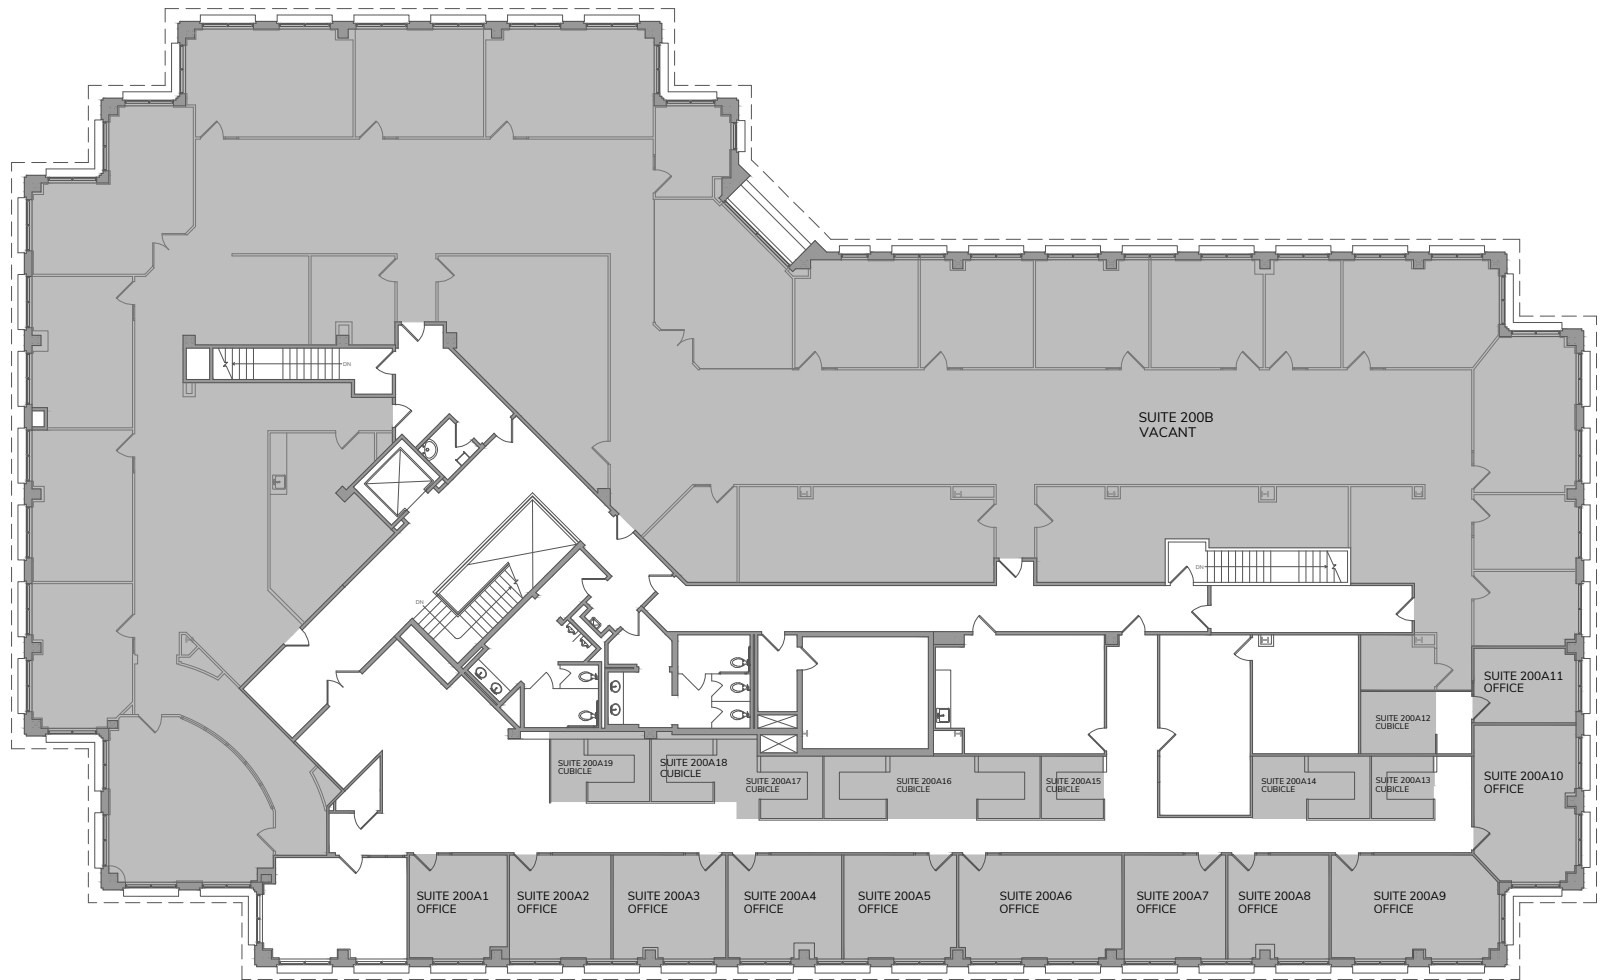 SUITE 200B
VACANT
DN
DN
DN
SUITE 200A11
OFFICE
SUITE 200A12
CUBICLE
SUITE 200A19
CUBICLE
SUITE 200A18
CUBICLE
SUITE 200A17
CUBICLE
SUITE 200A16
CUBICLE
SUITE 200A15
CUBICLE
SUITE 200A14
CUBICLE
SUITE 200A13
CUBICLE
SUITE 200A10
OFFICE
SUITE 200A1
OFFICE
SUITE 200A2
OFFICE
SUITE 200A3
OFFICE
SUITE 200A4
OFFICE
SUITE 200A5
OFFICE
SUITE 200A6
OFFICE
SUITE 200A7
OFFICE
SUITE 200A8
OFFICE
SUITE 200A9
OFFICE